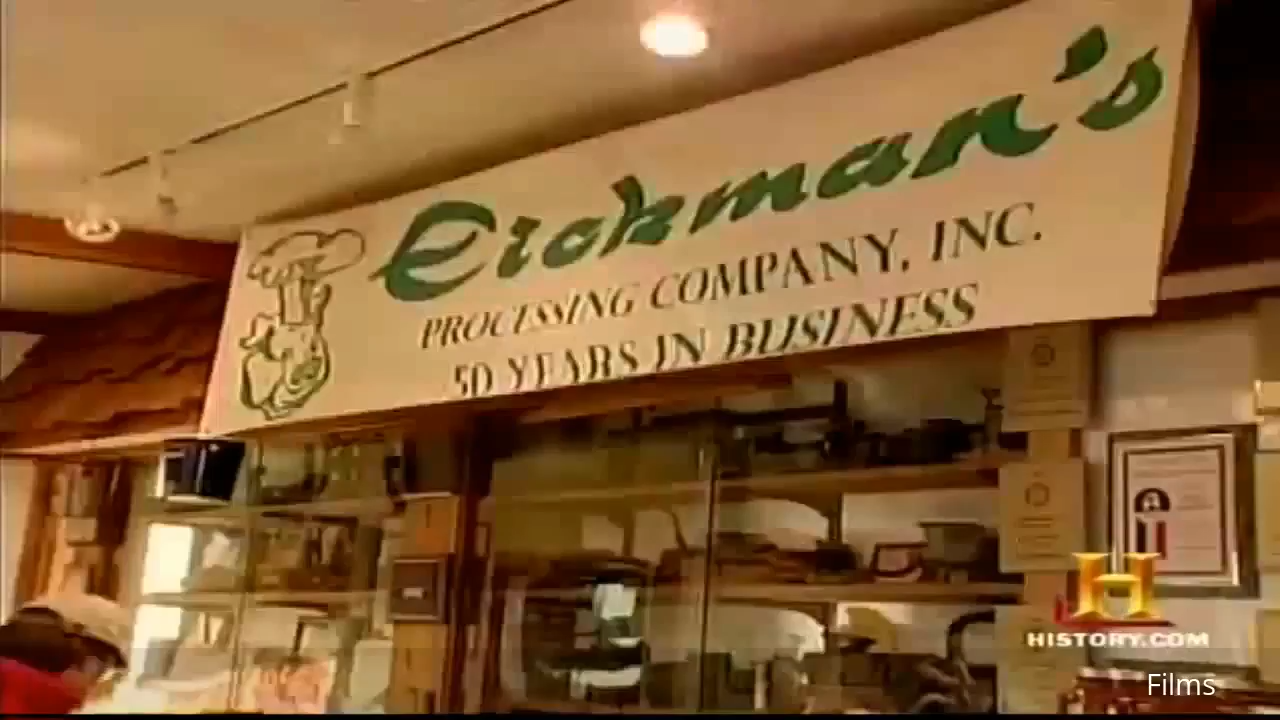 Eickman's
PROCESSING COMPANY, INC.
50 YEARS IN BUSINESS
H
HISTORY.COM
Films